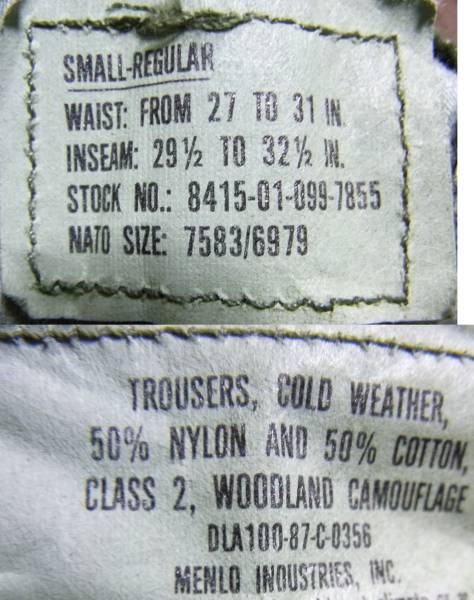 SMALL-REGULAR
WAIST: FROM 27 TO 31 IN.
INSEAM: 29½ TO 32½ IN.
STOCK NO.: 8415-01-099-7855
NATO SIZE: 7583/6979
TROUSERS, COLD WEATHER,
50% NYLON AND 50% COTTON,
CLASS 2, WOODLAND CAMOUFLAGE
DLA100-87-C-0356
MENLO INDUSTRIES, INC.